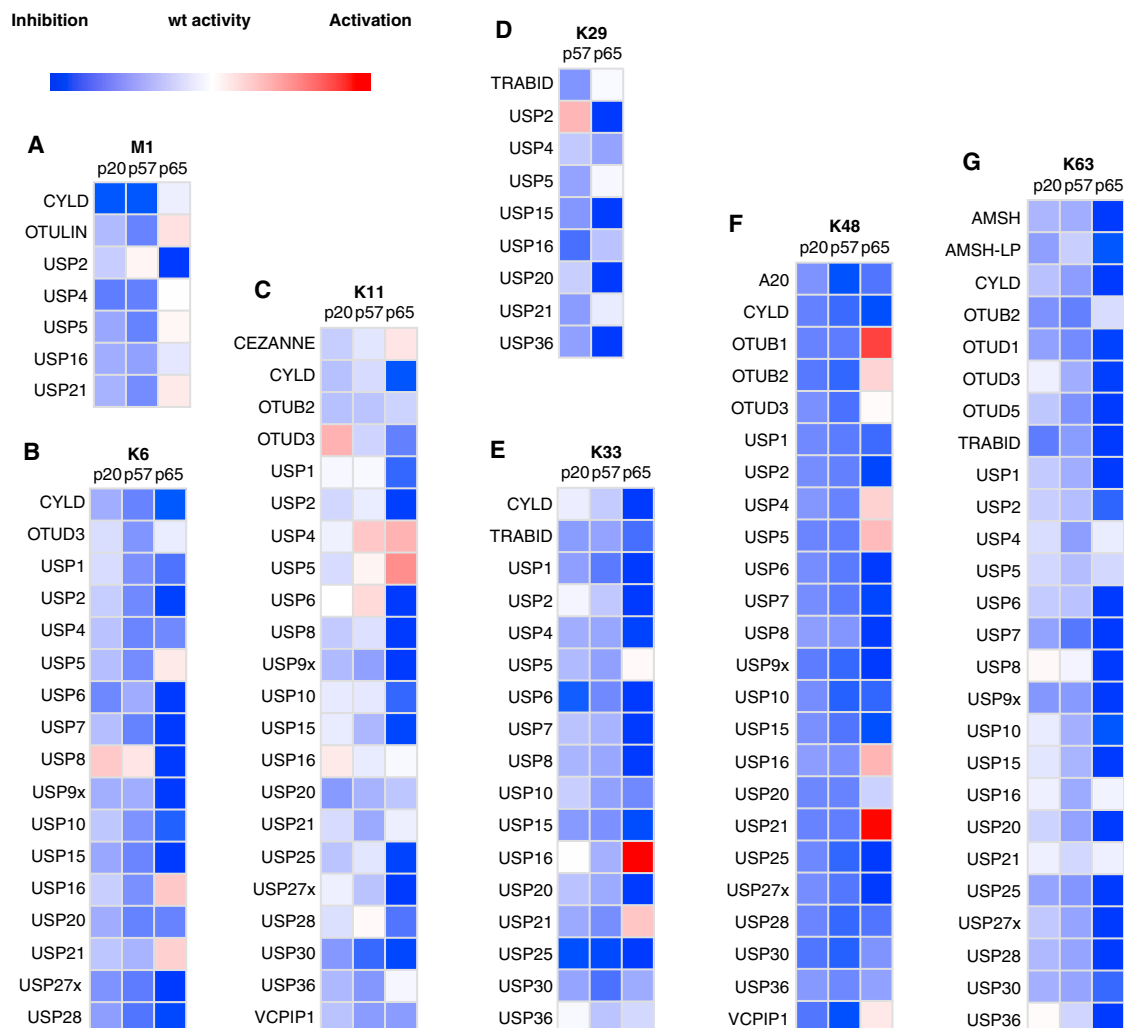 Inhibition wt activity Activation
A
M1
p20 p57 p65
CYLD
OTULIN
USP2
USP4
USP5
USP16
USP21
B
K6
p20 p57 p65
CYLD
OTUD3
USP1
USP2
USP4
USP5
USP6
USP7
USP8
USP9x
USP10
USP15
USP16
USP20
USP21
USP27x
USP28
C
K11
p20 p57 p65
CEZANNE
CYLD
OTUB2
OTUD3
USP1
USP2
USP4
USP5
USP6
USP8
USP9x
USP10
USP15
USP16
USP20
USP21
USP25
USP27x
USP28
USP30
USP36
VCPIP1
D
K29
p57 p65
TRABID
USP2
USP4
USP5
USP15
USP16
USP20
USP21
USP36
E
K33
p20 p57 p65
CYLD
TRABID
USP1
USP2
USP4
USP5
USP6
USP7
USP8
USP10
USP15
USP16
USP20
USP21
USP25
USP30
USP36
F
K48
p20 p57 p65
A20
CYLD
OTUB1
OTUB2
OTUD3
USP1
USP2
USP4
USP5
USP6
USP7
USP8
USP9x
USP10
USP15
USP16
USP20
USP21
USP25
USP27x
USP28
USP30
USP36
VCPIP1
G
K63
p20 p57 p65
AMSH
AMSH-LP
CYLD
OTUB2
OTUD1
OTUD3
OTUD5
TRABID
USP1
USP2
USP4
USP5
USP6
USP7
USP8
USP9x
USP10
USP15
USP16
USP20
USP21
USP25
USP27x
USP28
USP30
USP36